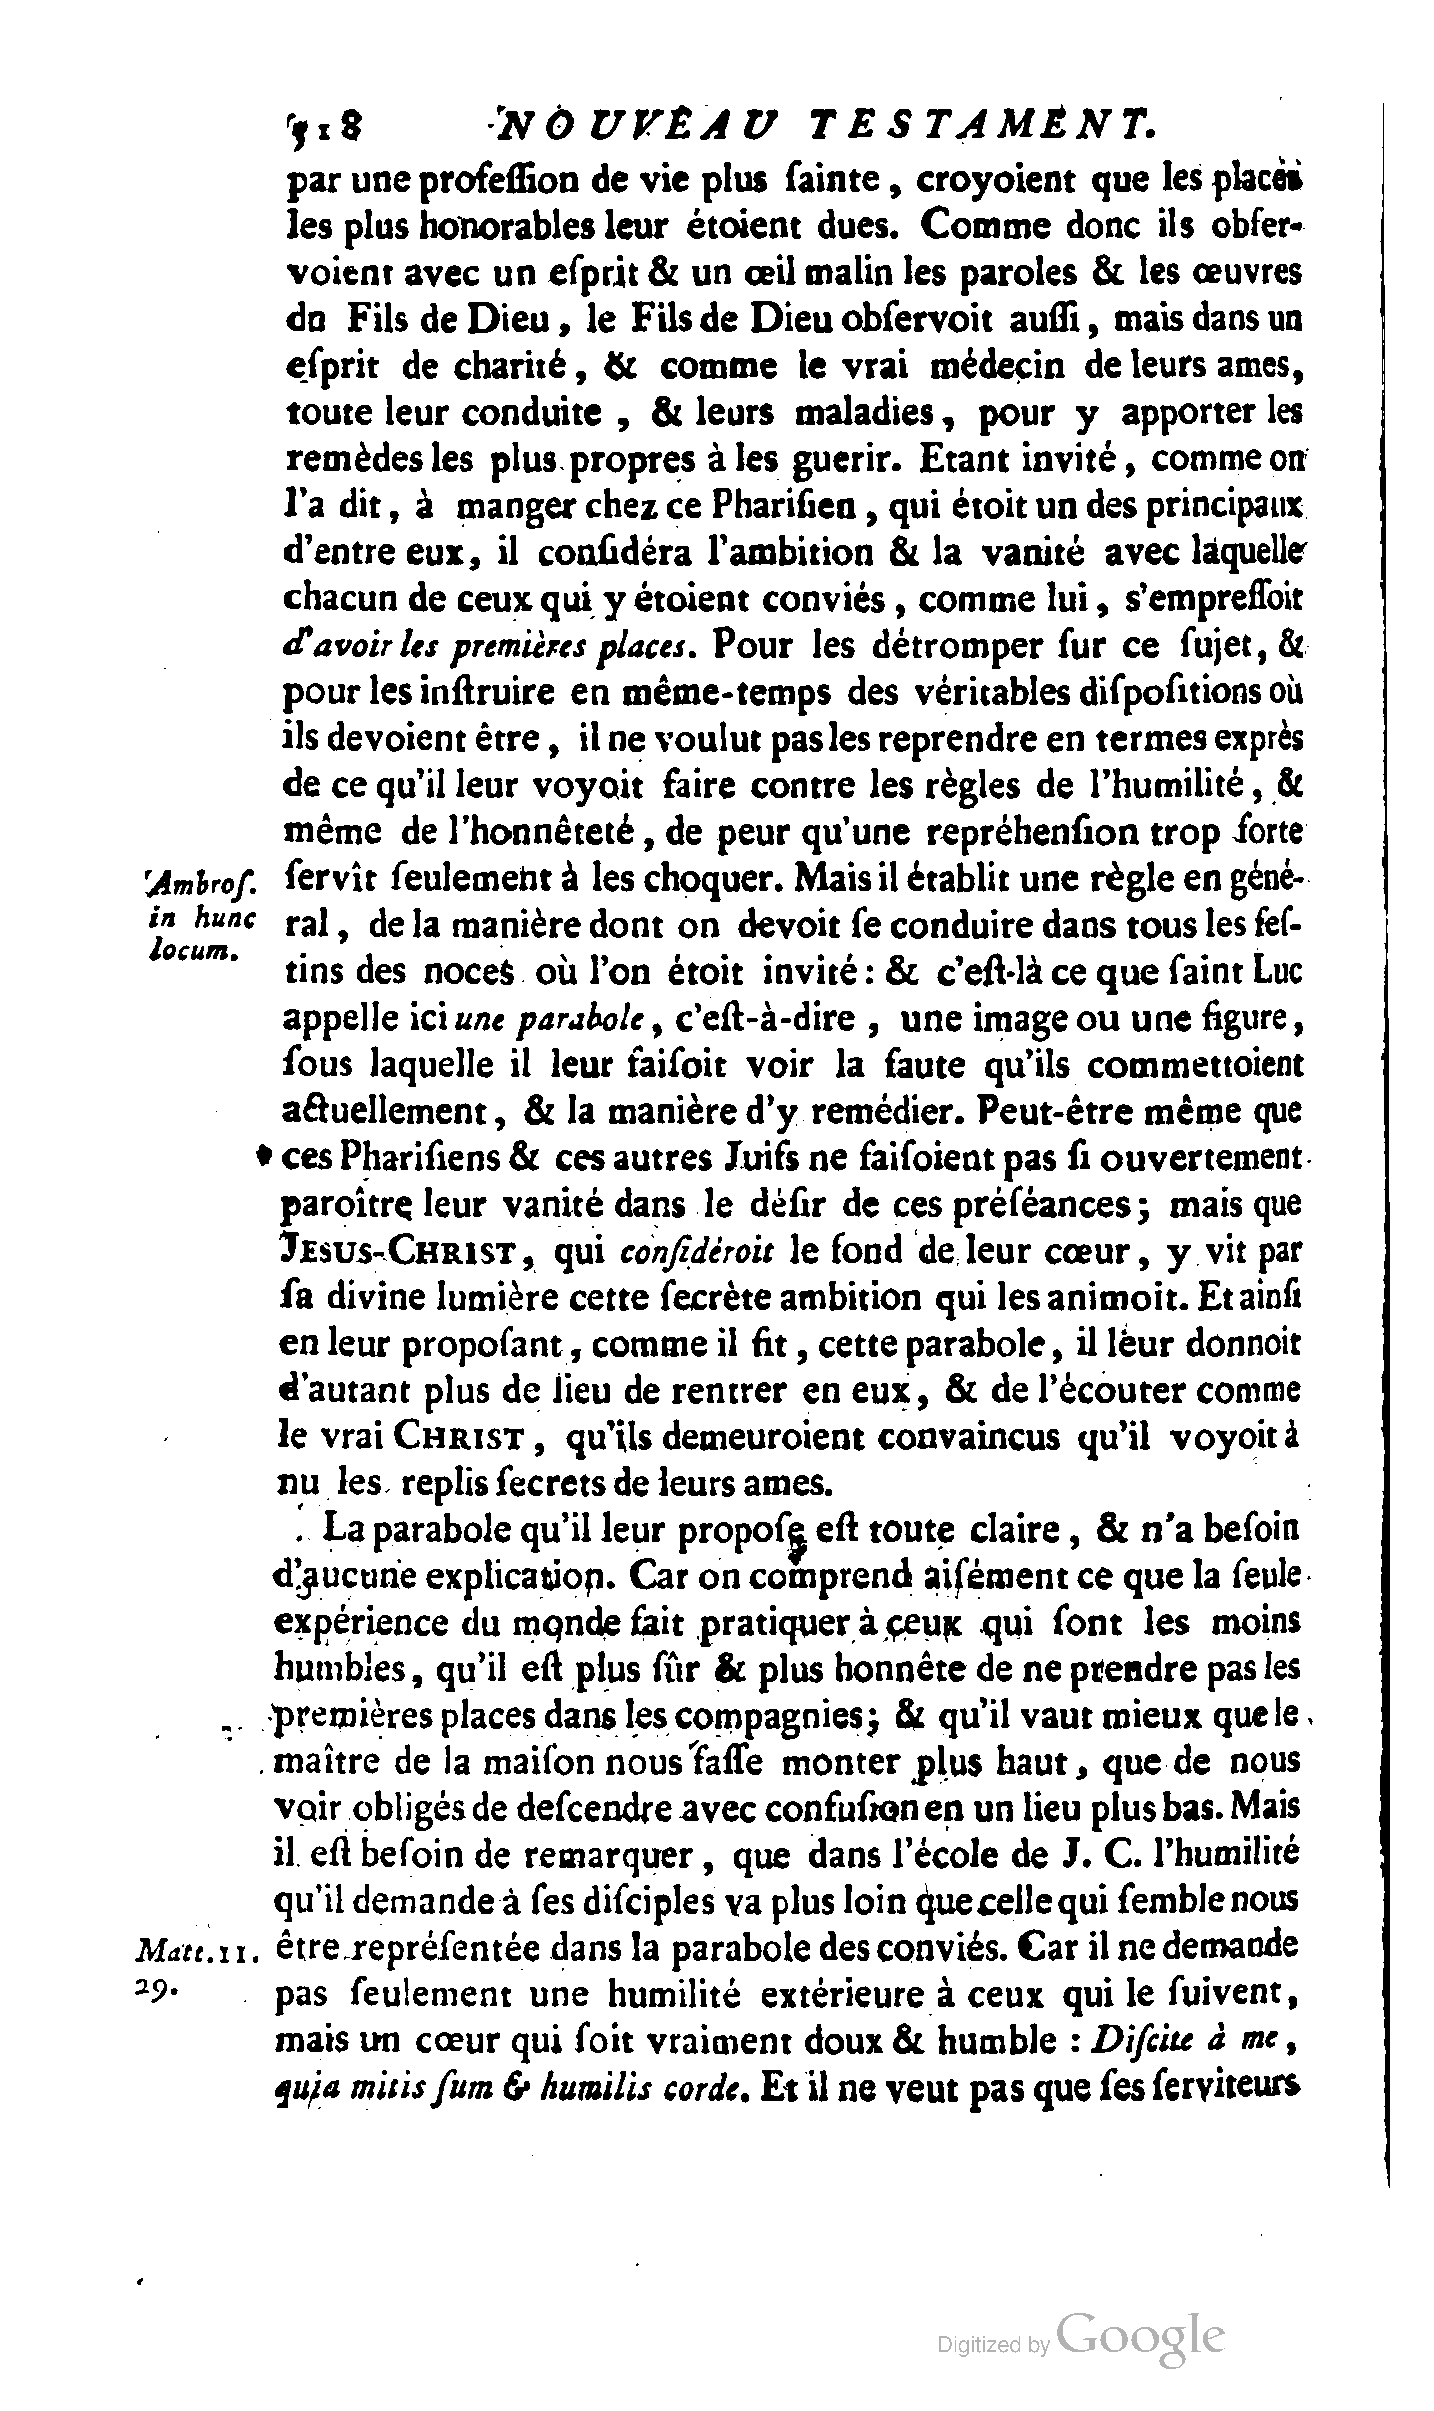 518 NOUVEAU TESTAMENT.
par une profeſſion de vie plus ſainte, croyoient que les places
les plus honorables leur étoient dues. Comme donc ils obſer-
voient avec un eſprit & un œil malin les paroles & les œuvres
du Fils de Dieu, le Fils de Dieu obſervoit auſſi, mais dans un
eſprit de charité, & comme le vrai médecin de leurs ames,
toute leur conduite, & leurs maladies, pour y apporter les
remèdes les plus propres à les guerir. Etant invité, comme on
l'a dit, à manger chez ce Phariſien, qui étoit un des principaux
d'entre eux, il conſidéra l'ambition & la vanité avec laquelle
chacun de ceux qui y étoient conviés, comme lui, s'empreſſoit
d'avoir les premières places. Pour les détromper ſur ce ſujet, &
pour les inſtruire en même-temps des véritables diſpoſitions où
ils devoient être, il ne voulut pas les reprendre en termes exprès
de ce qu'il leur voyoit faire contre les règles de l'humilité, &
même de l'honnêteté, de peur qu'une repréhenſion trop forte
ſervît ſeulement à les choquer. Mais il établit une règle en géné-
ral, de la manière dont on devoit ſe conduire dans tous les feſ-
tins des noces où l'on étoit invité: & c'eſt-là ce que ſaint Luc
appelle ici une parabole, c'eſt-à-dire, une image ou une figure,
ſous laquelle il leur faiſoit voir la faute qu'ils commettoient
actuellement, & la manière d'y remédier. Peut-être même que
ces Phariſiens & ces autres Juifs ne faiſoient pas ſi ouvertement
paroître leur vanité dans le déſir de ces préſéances; mais que
JESUS-CHRIST, qui conſidéroit le fond de leur cœur, y vit par
ſa divine lumière cette ſecrète ambition qui les animoit. Et ainſi
en leur propoſant, comme il fit, cette parabole, il leur donnoit
d'autant plus de lieu de rentrer en eux, & de l'écouter comme
le vrai CHRIST, qu'ils demeuroient convaincus qu'il voyoit à
nu les replis ſecrets de leurs ames.
La parabole qu'il leur propoſe eſt toute claire, & n'a beſoin
d'aucune explication. Car on comprend aiſément ce que la ſeule
expérience du monde fait pratiquer à ceux qui ſont les moins
humbles, qu'il eſt plus ſûr & plus honnête de ne prendre pas les
premières places dans les compagnies; & qu'il vaut mieux que le
maître de la maiſon nous faſſe monter plus haut, que de nous
voir obligés de deſcendre avec confuſion en un lieu plus bas. Mais
il eſt beſoin de remarquer, que dans l'école de J. C. l'humilité
qu'il demande à ſes diſciples va plus loin que celle qui ſemble nous
être repréſentée dans la parabole des conviés. Car il ne demande
pas ſeulement une humilité extérieure à ceux qui le ſuivent,
mais un cœur qui ſoit vraiment doux & humble : Diſcite à me,
quia mitis ſum & humilis corde. Et il ne veut pas que ſes ſerviteurs
Ambroſ.
in hunc
locum.
Matt. 11.
29.
Digitized by Google